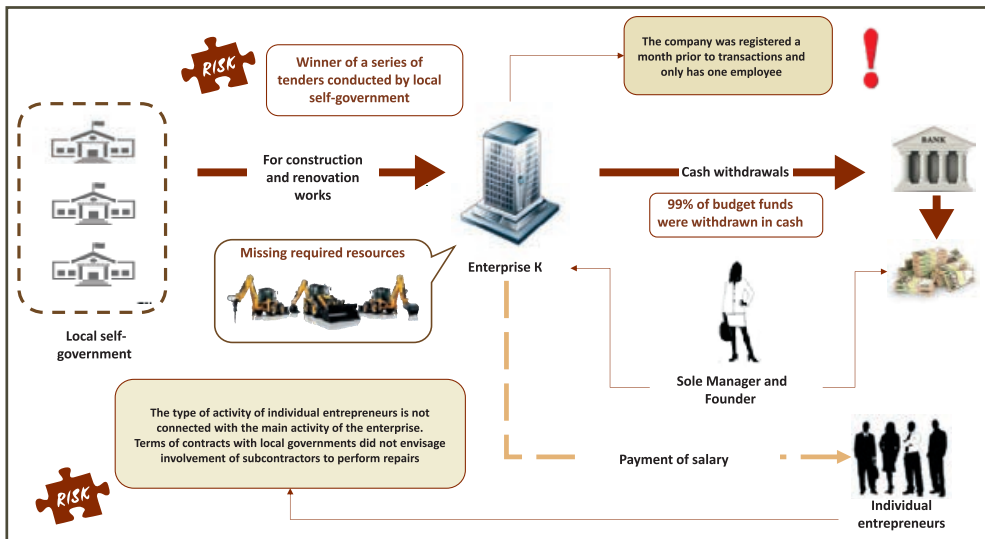 RISK
Winner of a series of
tenders conducted by local
self-government
The company was registered a
month prior to transactions and
only has one employee
For construction
and renovation
works
Cash withdrawals
BANK
99% of budget funds
were withdrawn in cash
Missing required resources
Enterprise K
Local self-
government
Sole Manager and
Founder
The type of activity of individual entrepreneurs is not
connected with the main activity of the enterprise.
Terms of contracts with local governments did not envisage
involvement of subcontractors to perform repairs
Payment of salary
RISK
Individual
entrepreneurs